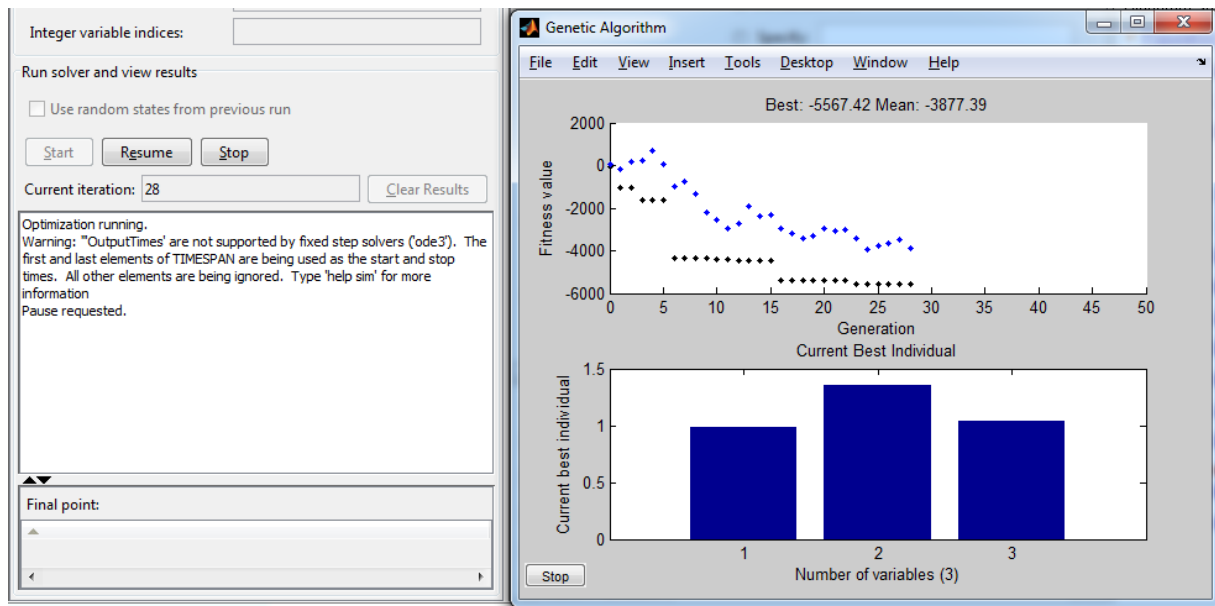 Integer variable indices:
Run solver and view results
Use random states from previous run
Start Resume Stop
Current iteration: 28 Clear Results
Optimization running.
Warning: "'OutputTimes' are not supported by fixed step solvers ('ode3'). The
first and last elements of TIMESPAN are being used as the start and stop
times. All other elements are being ignored. Type 'help sim' for more
information
Pause requested.
Final point:
Genetic Algorithm
File Edit View Insert Tools Desktop Window Help
Best: -5567.42 Mean: -3877.39
2000
0
-2000
-4000
-6000
Fitness value
0 5 10 15 20 25 30 35 40 45 50
Generation
Current Best Individual
1.5
1
0.5
0
Current best individual
1 2 3
Number of variables (3)
Stop